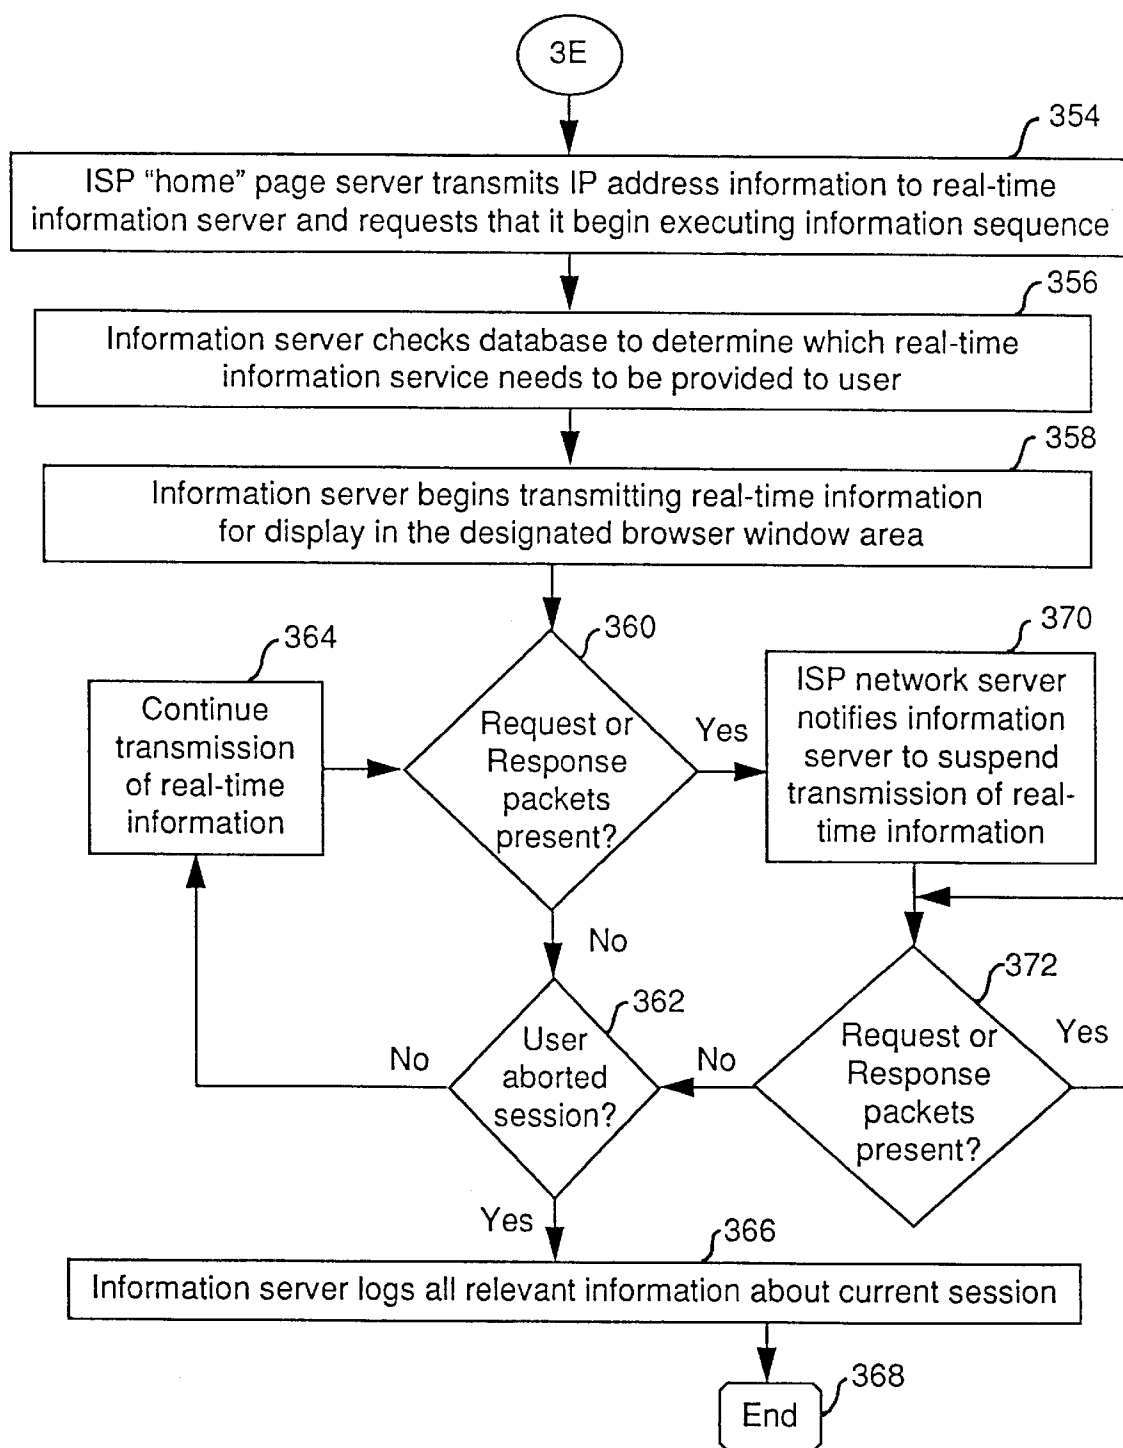 3E
354
ISP “home” page server transmits IP address information to real-time
information server and requests that it begin executing information sequence
356
Information server checks database to determine which real-time
information service needs to be provided to user
358
Information server begins transmitting real-time information
for display in the designated browser window area
364
Continue
transmission
of real-time
information
360
Request or
Response
packets
present?
Yes
370
ISP network server
notifies information
server to suspend
transmission of real-
time information
No
362
User
aborted
session?
No
No
372
Request or
Response
packets
present?
Yes
Yes
366
Information server logs all relevant information about current session
368
End